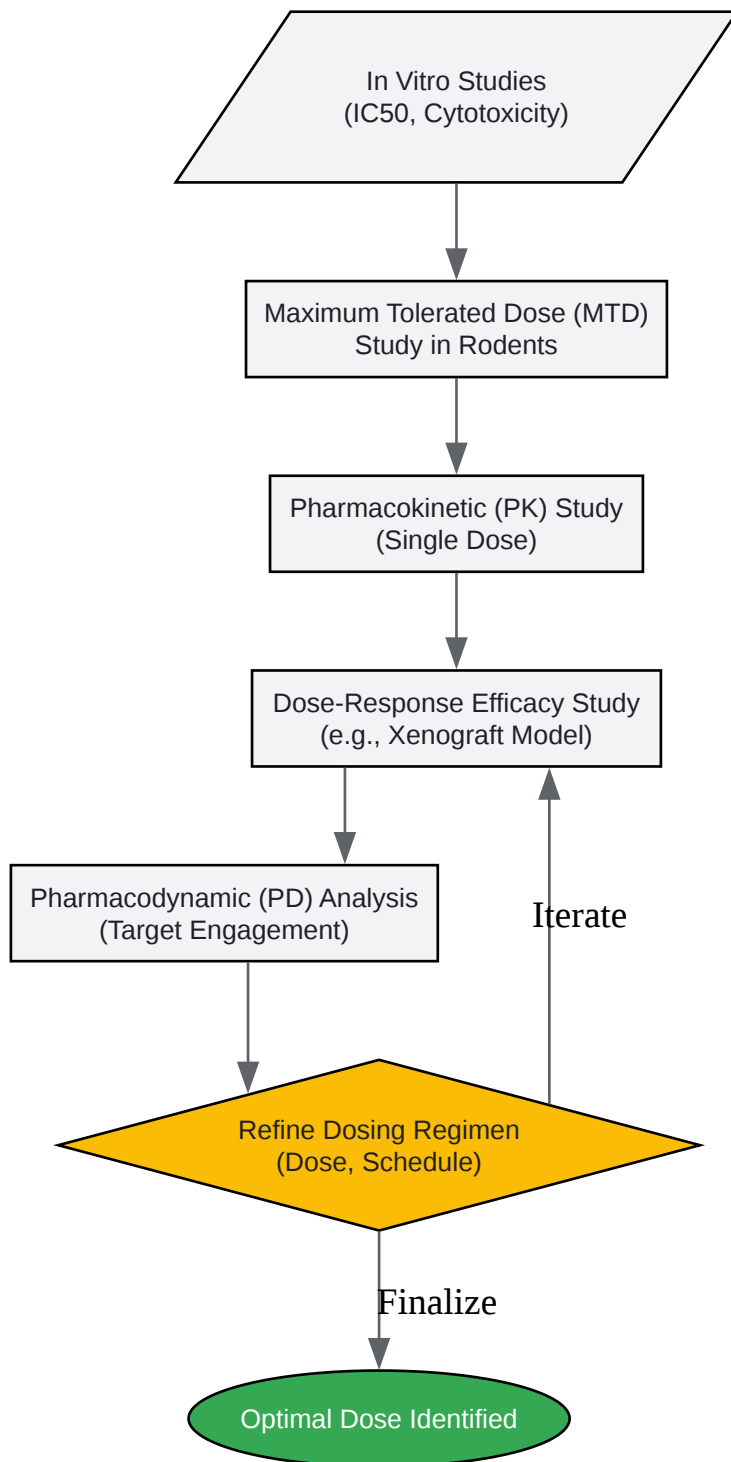 In Vitro Studies
(IC50, Cytotoxicity)
Maximum Tolerated Dose (MTD)
Study in Rodents
Pharmacokinetic (PK) Study
(Single Dose)
Dose-Response Efficacy Study
(e.g., Xenograft Model)
Pharmacodynamic (PD) Analysis
(Target Engagement)
Iterate
Refine Dosing Regimen
(Dose, Schedule)
Finalize
Optimal Dose Identified